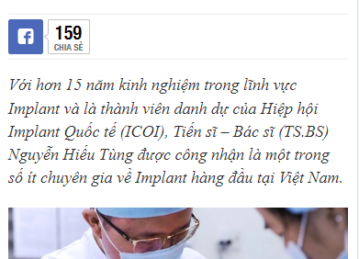 159
CHIA SẺ
Với hơn 15 năm kinh nghiệm trong lĩnh vực
Implant và là thành viên danh dự của Hiệp hội
Implant Quốc tế (ICOI), Tiến sĩ – Bác sĩ (TS.BS)
Nguyễn Hiếu Tùng được công nhận là một trong
số ít chuyên gia về Implant hàng đầu tại Việt Nam.